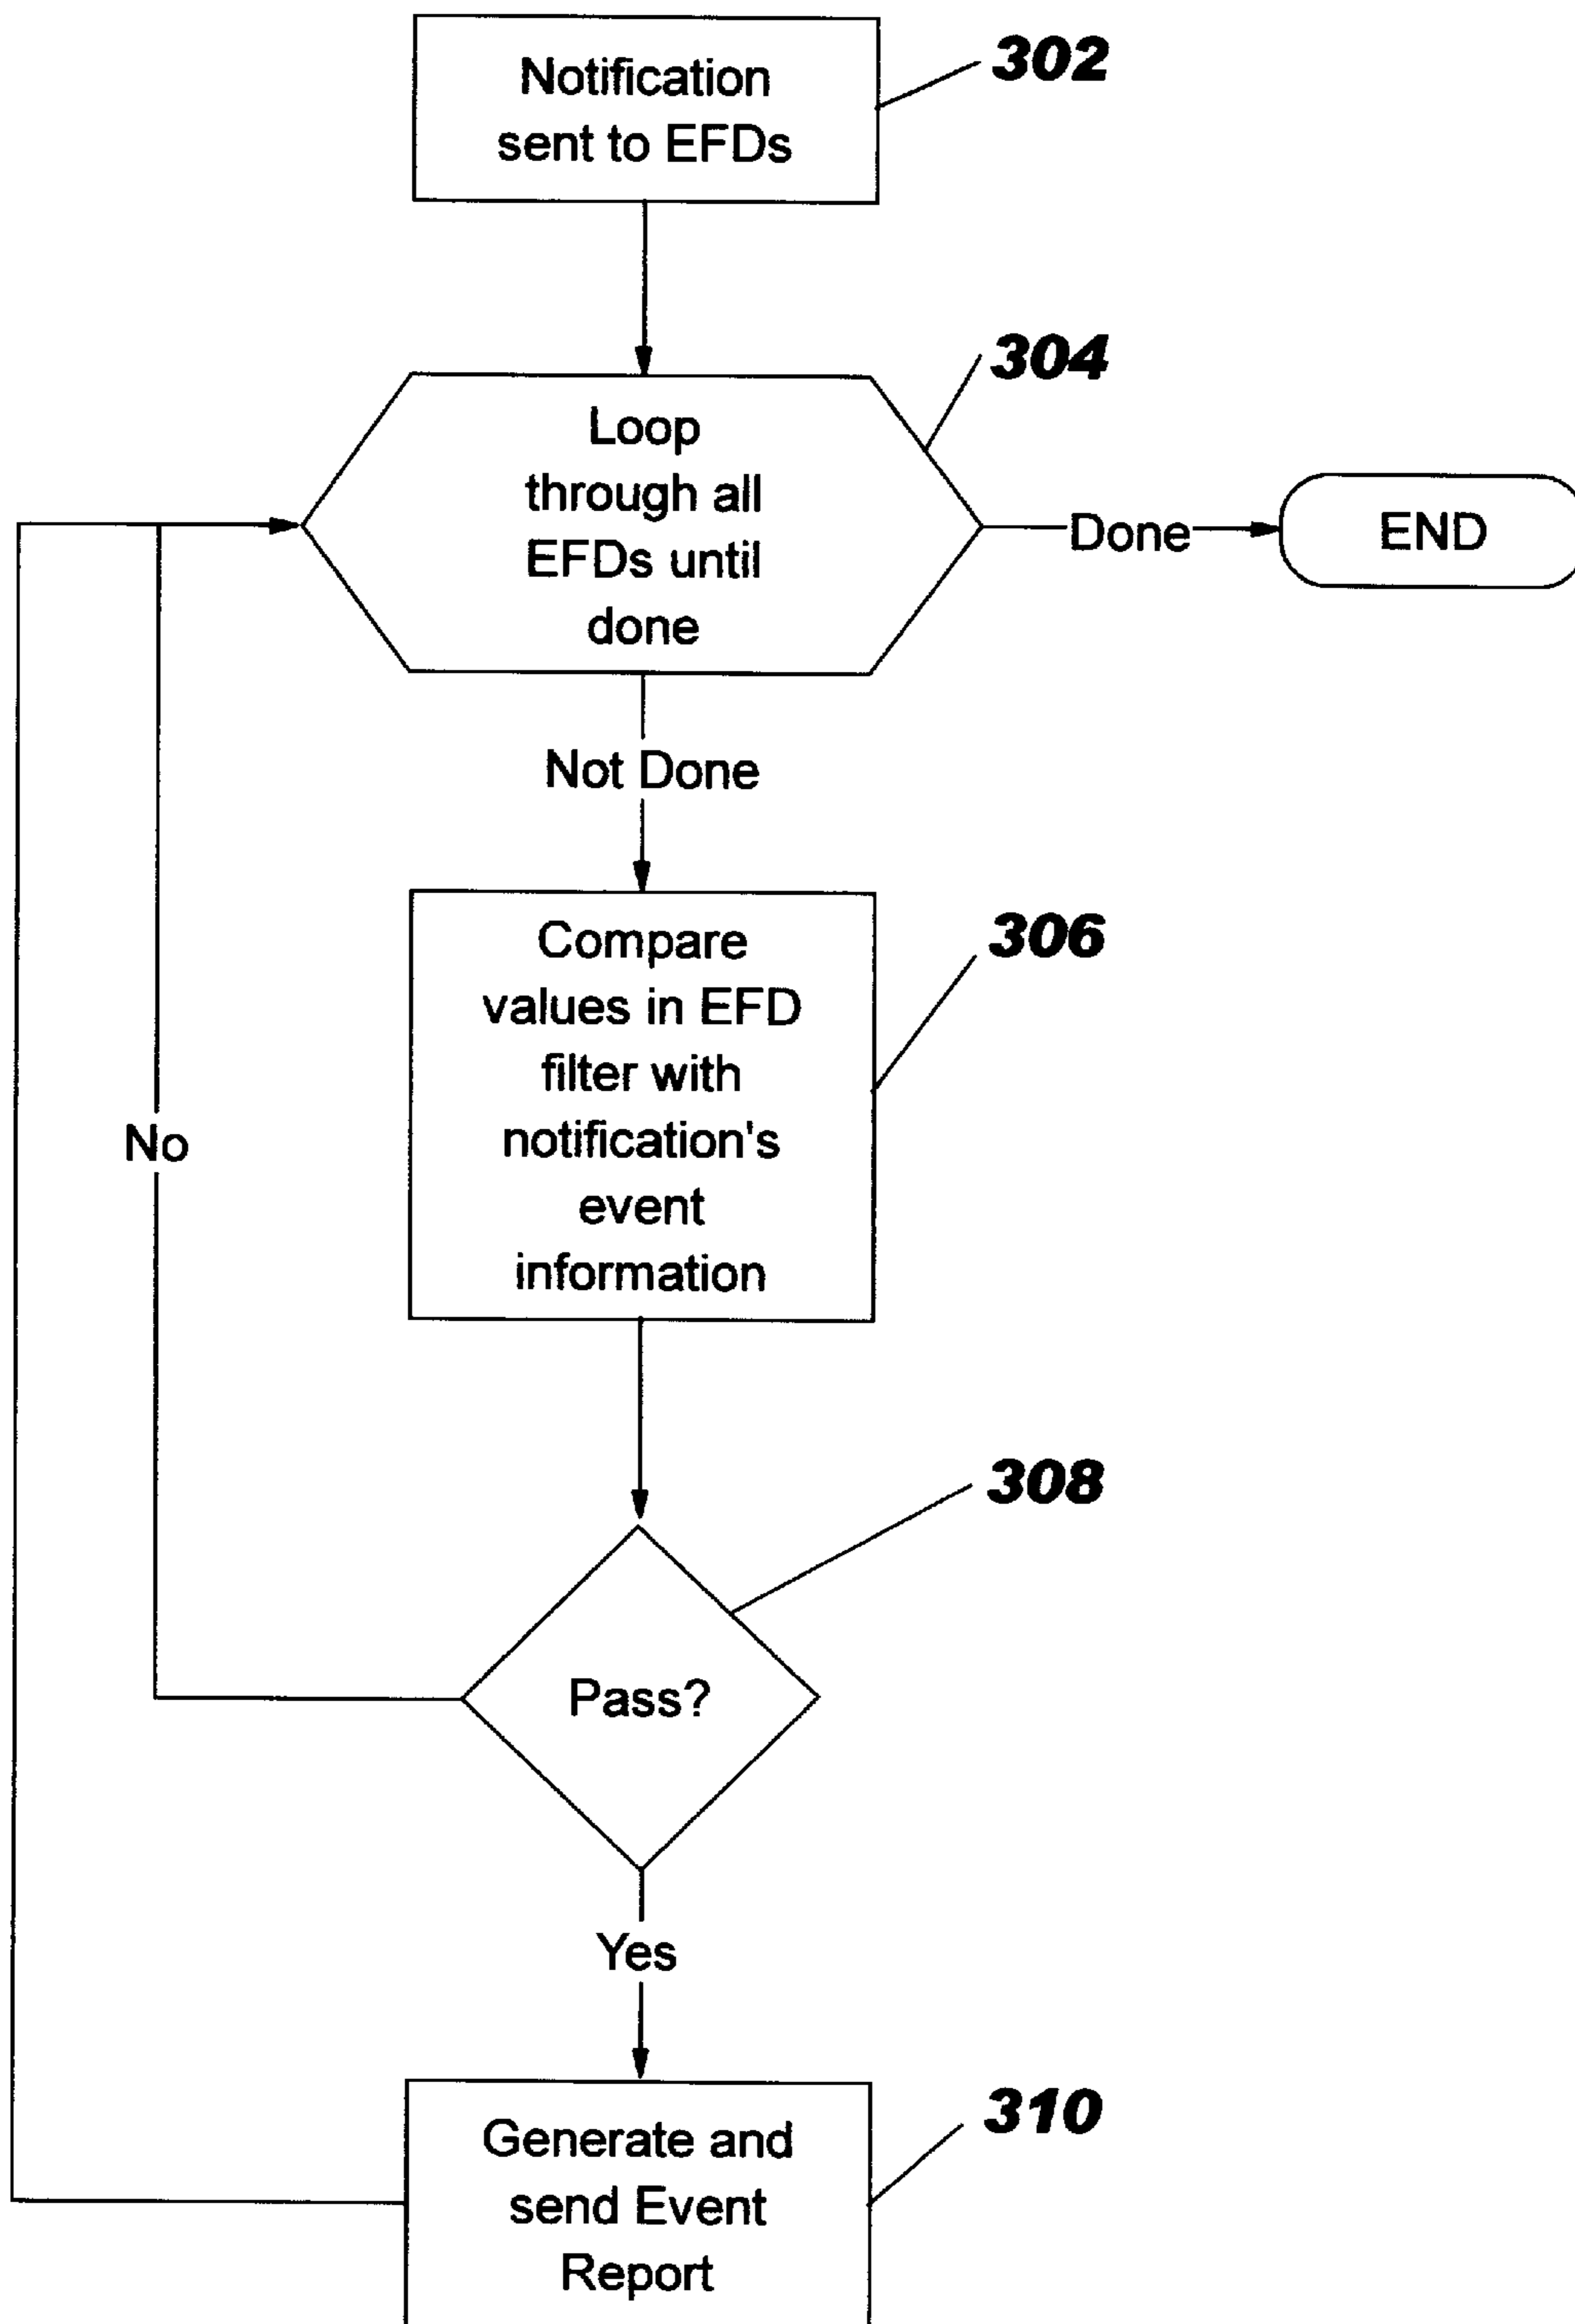 Notification
sent to EFDs
302
Loop
through all
EFDs until
done
304
Done
END
Not Done
Compare
values in EFD
filter with
notification's
event
information
306
No
Pass?
308
Yes
Generate and
send Event
Report
310